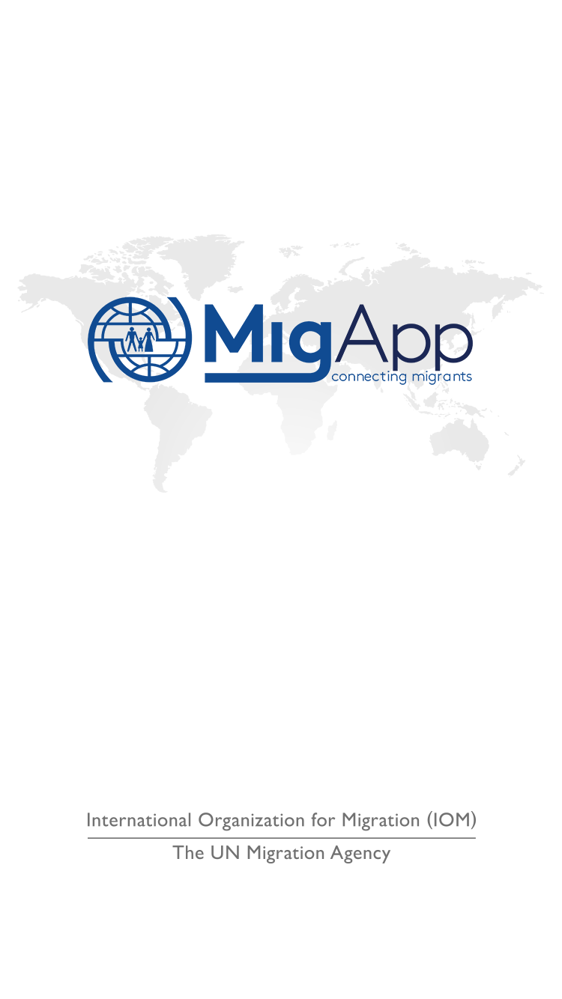 MigApp
connecting migrants
International Organization for Migration (IOM)
The UN Migration Agency